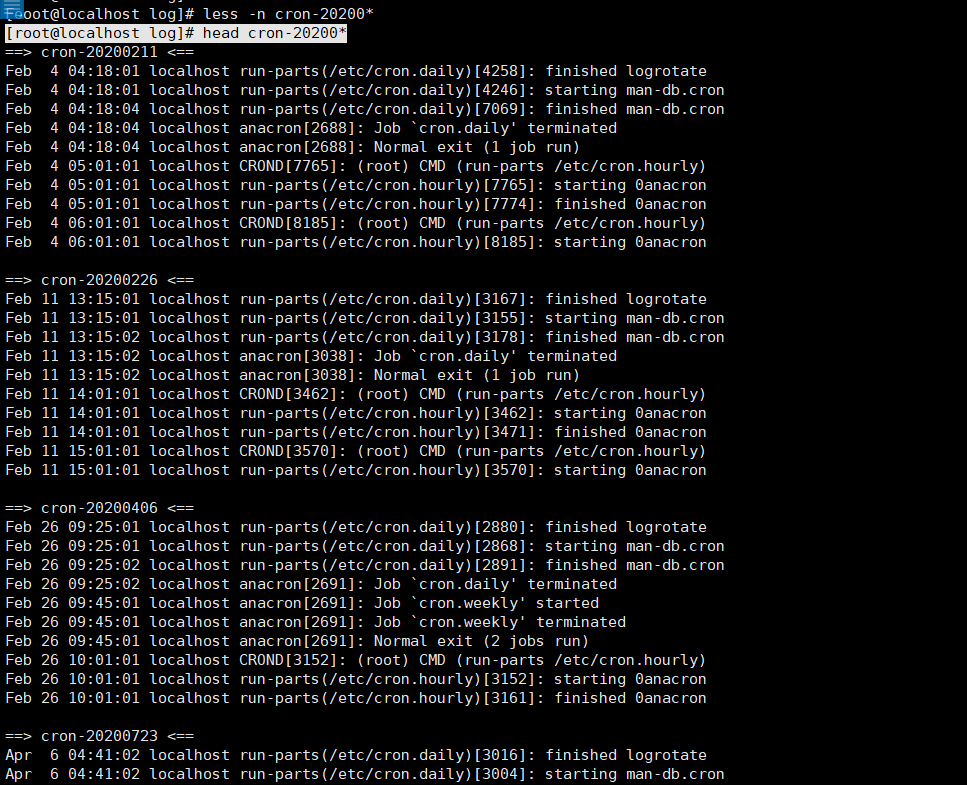 root@localhost log]# less -n cron-20200*
[root@localhost log]# head cron-20200*
==> cron-20200211 <==
Feb  4 04:18:01 localhost run-parts(/etc/cron.daily)[4258]: finished logrotate
Feb  4 04:18:01 localhost run-parts(/etc/cron.daily)[4246]: starting man-db.cron
Feb  4 04:18:04 localhost run-parts(/etc/cron.daily)[7069]: finished man-db.cron
Feb  4 04:18:04 localhost anacron[2688]: Job `cron.daily' terminated
Feb  4 04:18:04 localhost anacron[2688]: Normal exit (1 job run)
Feb  4 05:01:01 localhost CROND[7765]: (root) CMD (run-parts /etc/cron.hourly)
Feb  4 05:01:01 localhost run-parts(/etc/cron.hourly)[7765]: starting 0anacron
Feb  4 05:01:01 localhost run-parts(/etc/cron.hourly)[7774]: finished 0anacron
Feb  4 06:01:01 localhost CROND[8185]: (root) CMD (run-parts /etc/cron.hourly)
Feb  4 06:01:01 localhost run-parts(/etc/cron.hourly)[8185]: starting 0anacron
==> cron-20200226 <==
Feb 11 13:15:01 localhost run-parts(/etc/cron.daily)[3167]: finished logrotate
Feb 11 13:15:01 localhost run-parts(/etc/cron.daily)[3155]: starting man-db.cron
Feb 11 13:15:02 localhost run-parts(/etc/cron.daily)[3178]: finished man-db.cron
Feb 11 13:15:02 localhost anacron[3038]: Job `cron.daily' terminated
Feb 11 13:15:02 localhost anacron[3038]: Normal exit (1 job run)
Feb 11 14:01:01 localhost CROND[3462]: (root) CMD (run-parts /etc/cron.hourly)
Feb 11 14:01:01 localhost run-parts(/etc/cron.hourly)[3462]: starting 0anacron
Feb 11 14:01:01 localhost run-parts(/etc/cron.hourly)[3471]: finished 0anacron
Feb 11 15:01:01 localhost CROND[3570]: (root) CMD (run-parts /etc/cron.hourly)
Feb 11 15:01:01 localhost run-parts(/etc/cron.hourly)[3570]: starting 0anacron
==> cron-20200406 <==
Feb 26 09:25:01 localhost run-parts(/etc/cron.daily)[2880]: finished logrotate
Feb 26 09:25:01 localhost run-parts(/etc/cron.daily)[2868]: starting man-db.cron
Feb 26 09:25:02 localhost run-parts(/etc/cron.daily)[2891]: finished man-db.cron
Feb 26 09:25:02 localhost anacron[2691]: Job `cron.daily' terminated
Feb 26 09:45:01 localhost anacron[2691]: Job `cron.weekly' started
Feb 26 09:45:01 localhost anacron[2691]: Job `cron.weekly' terminated
Feb 26 09:45:01 localhost anacron[2691]: Normal exit (2 jobs run)
Feb 26 10:01:01 localhost CROND[3152]: (root) CMD (run-parts /etc/cron.hourly)
Feb 26 10:01:01 localhost run-parts(/etc/cron.hourly)[3152]: starting 0anacron
Feb 26 10:01:01 localhost run-parts(/etc/cron.hourly)[3161]: finished 0anacron
==> cron-20200723 <==
Apr  6 04:41:02 localhost run-parts(/etc/cron.daily)[3016]: finished logrotate
Apr  6 04:41:02 localhost run-parts(/etc/cron.daily)[3004]: starting man-db.cron